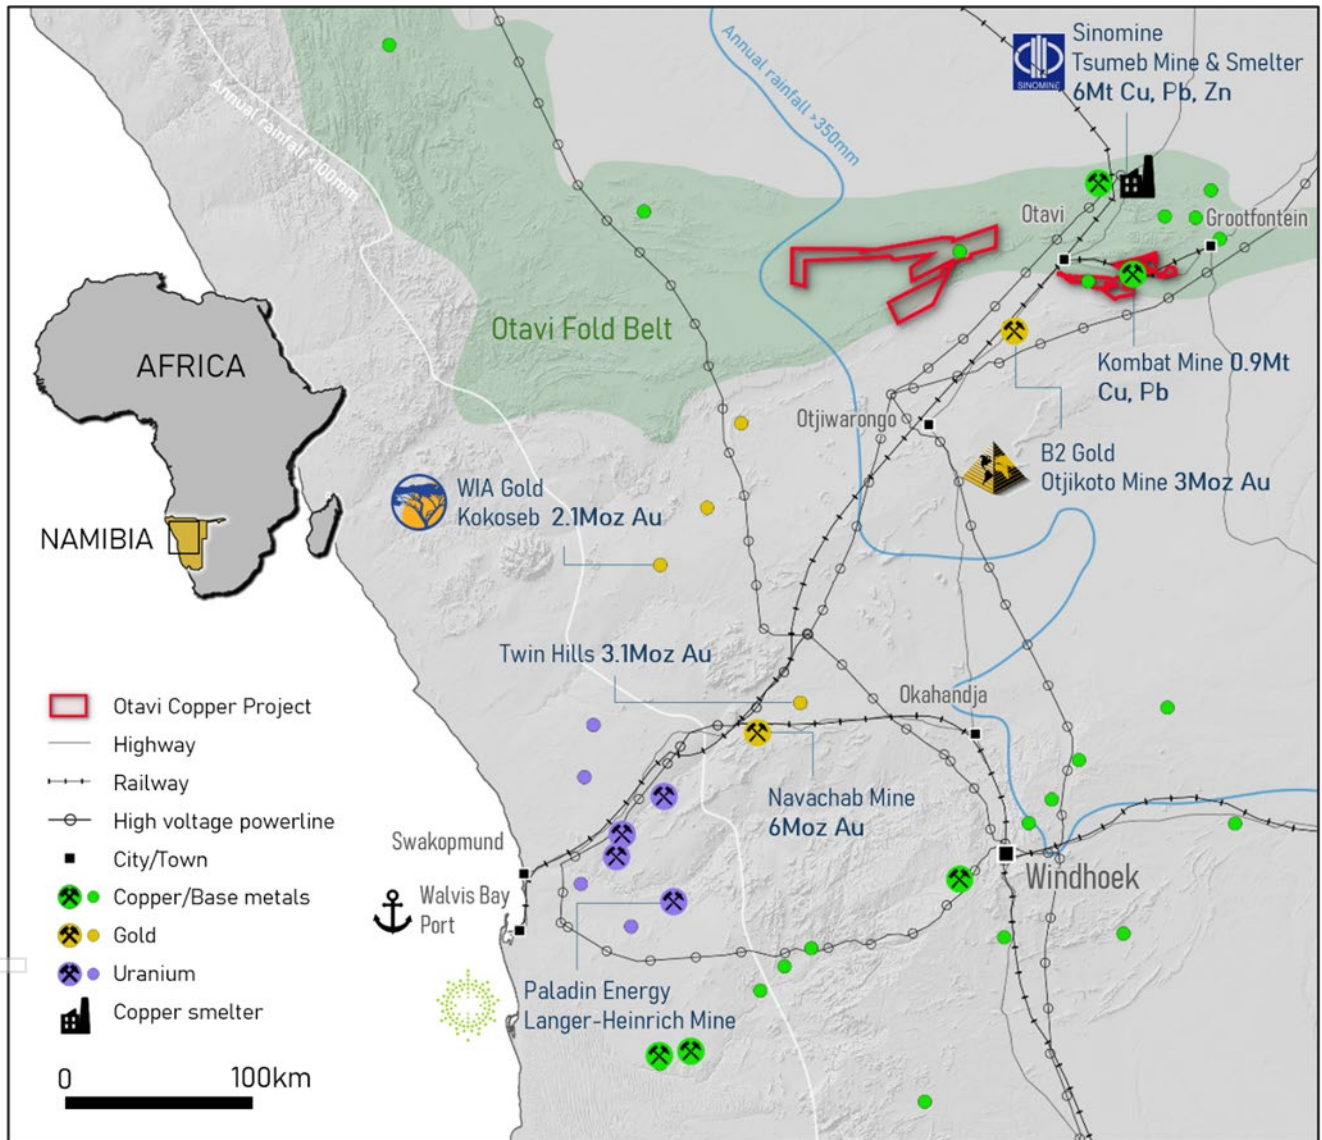 Annual rainfall <100mm
Annual rainfall >350mm
SINOMINE
Sinomine
Tsumeb Mine & Smelter
6Mt Cu, Pb, Zn
Otavi
Grootfontein
Otavi Fold Belt
Kombat Mine 0.9Mt
Cu, Pb
Otjiwarongo
B2 Gold
Otjikoto Mine 3Moz Au
AFRICA
NAMIBIA
WIA Gold
Kokoseb 2.1Moz Au
Twin Hills 3.1Moz Au
Okahandja
Navachab Mine
6Moz Au
Swakopmund
Walvis Bay
Port
Windhoek
Paladin Energy
Langer-Heinrich Mine
Otavi Copper Project
Highway
Railway
High voltage powerline
City/Town
Copper/Base metals
Gold
Uranium
Copper smelter
0 100km